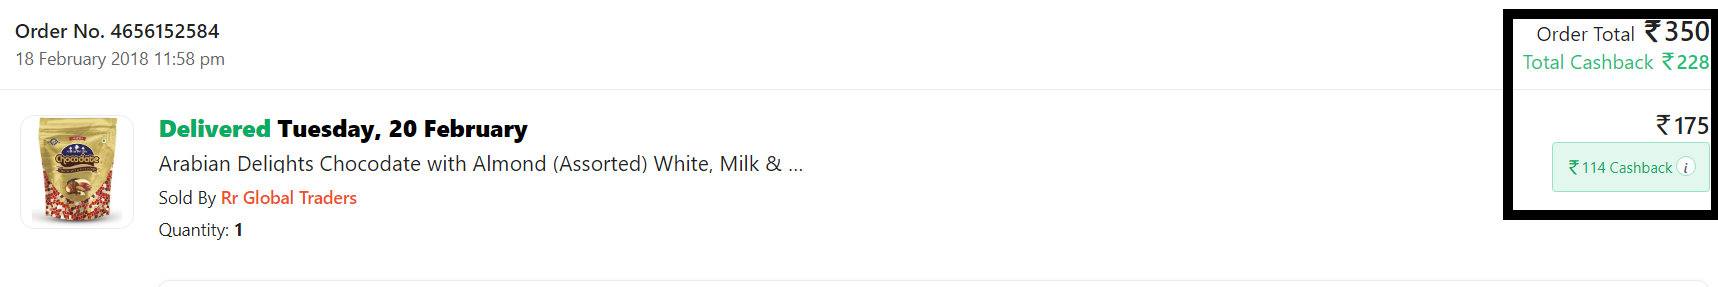 Order No. 4656152584
18 February 2018 11:58 pm
Order Total ₹350
Total Cashback ₹228
Delivered Tuesday, 20 February
₹175
Arabian Delights Chocodate with Almond (Assorted) White, Milk & ...
₹114 Cashback i
Sold By Rr Global Traders
Quantity: 1
Chocodate